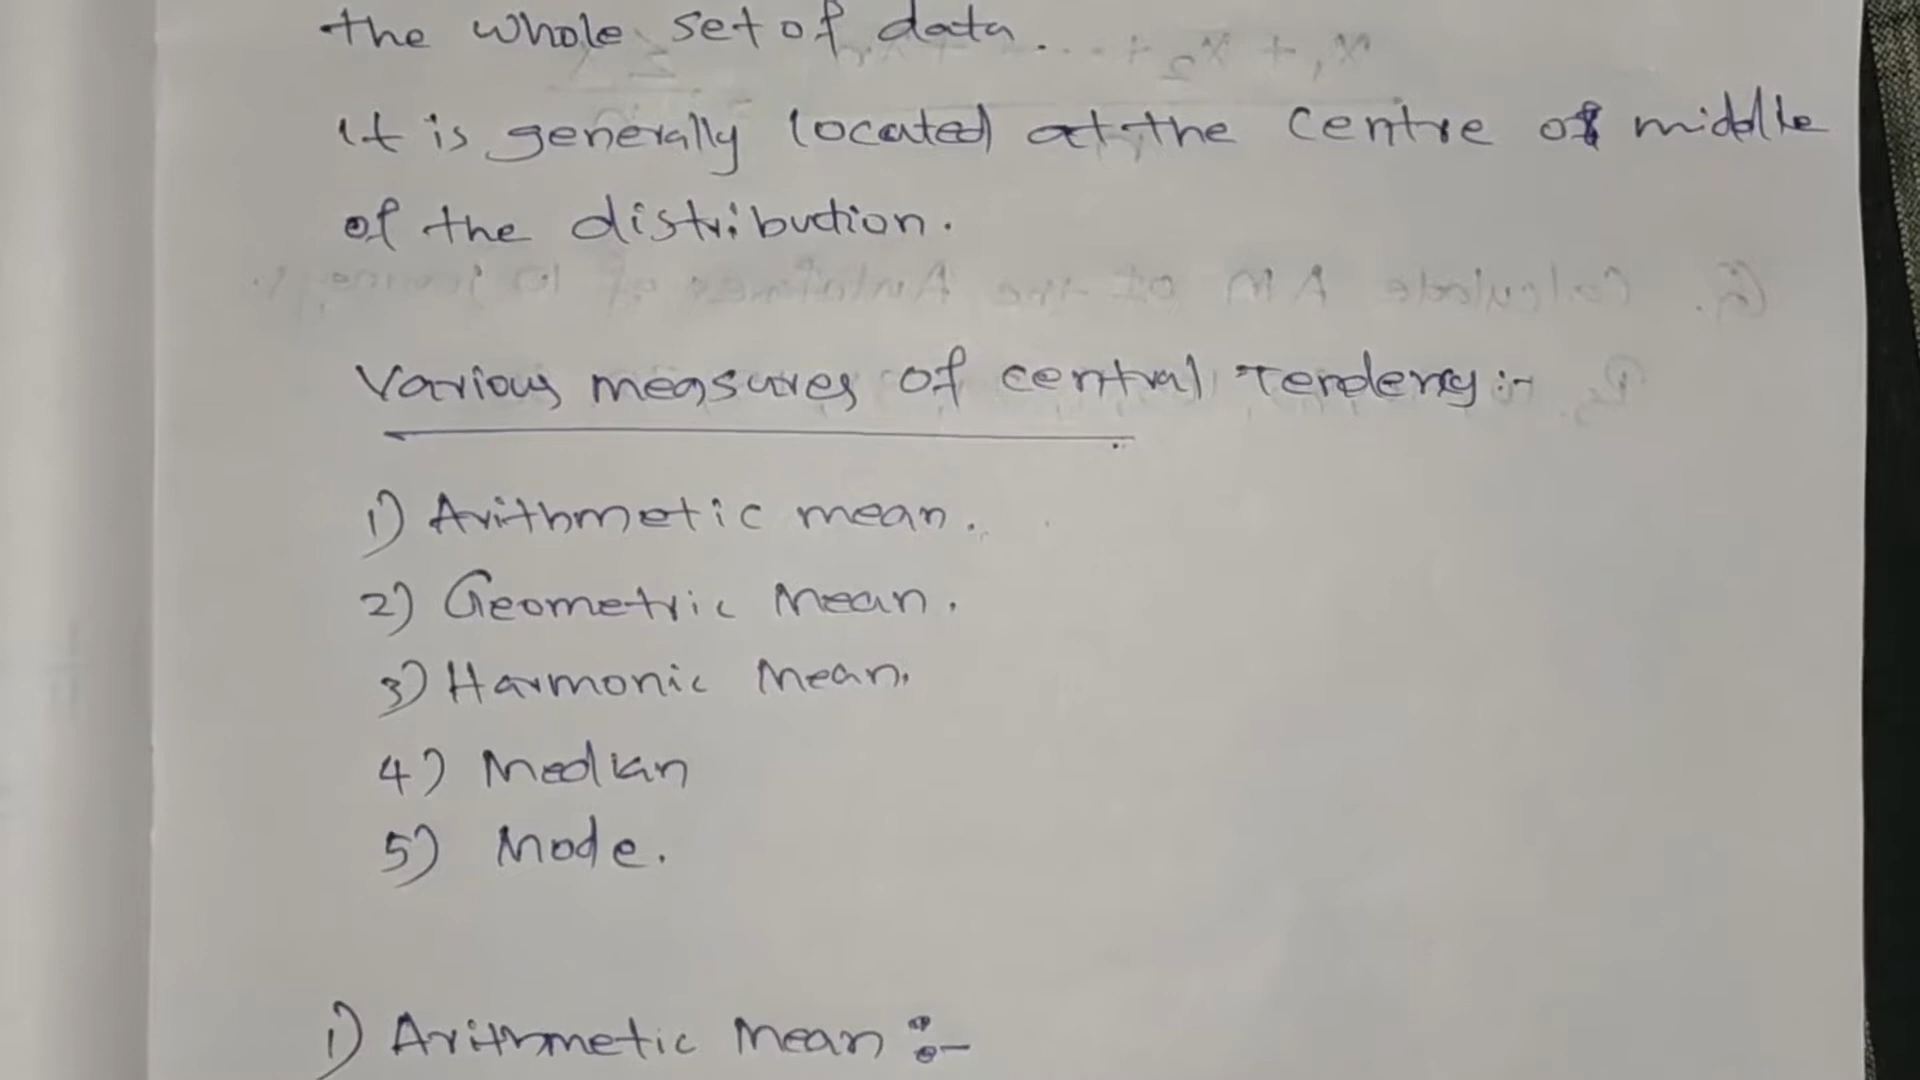 the whole set of data.
it is generally located at the centre of middle
of the distribution.
Various measures of central Tendency :-
1) Arithmetic mean.
2) Geometric Mean.
3) Harmonic Mean.
4) Median
5) Mode.
1) Arithmetic Mean :-